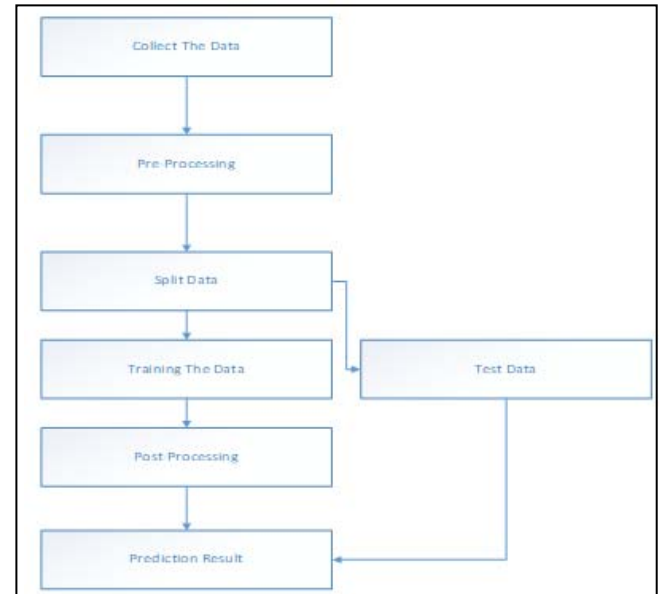 Collect The Data
Pre-Processing
Split Data
Training The Data
Test Data
Post Processing
Prediction Result